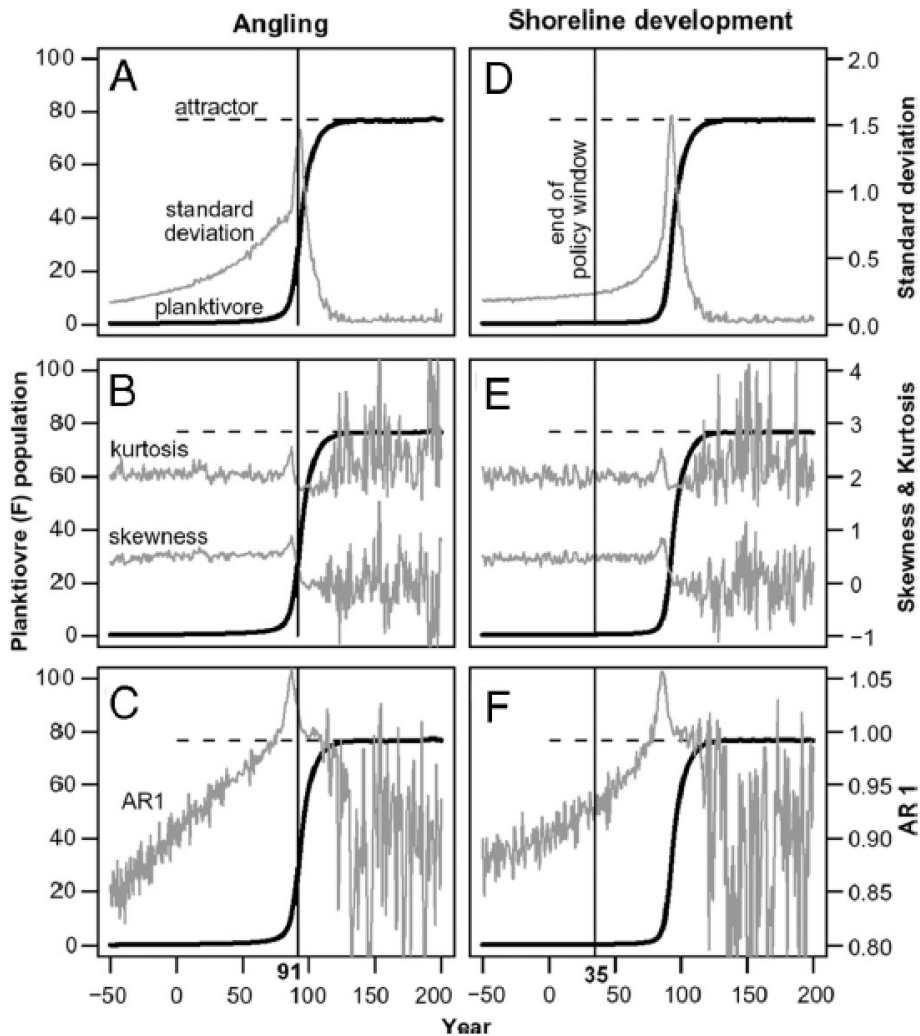 Angling
Shoreline development
A
D
attractor
standard
deviation
planktivore
end of
policy window
100
80
60
40
20
0
2.0
1.5
1.0
0.5
0.0
Standard deviation
B
E
kurtosis
skewness
100
80
60
40
20
0
4
3
2
1
0
−1
Planktiovre (F) population
Skewness & Kurtosis
C
F
AR1
100
80
60
40
20
0
1.05
1.00
0.95
0.90
0.85
0.80
AR 1
91
35
−50 0 50 100 150 200
−50 0 50 100 150 200
Year